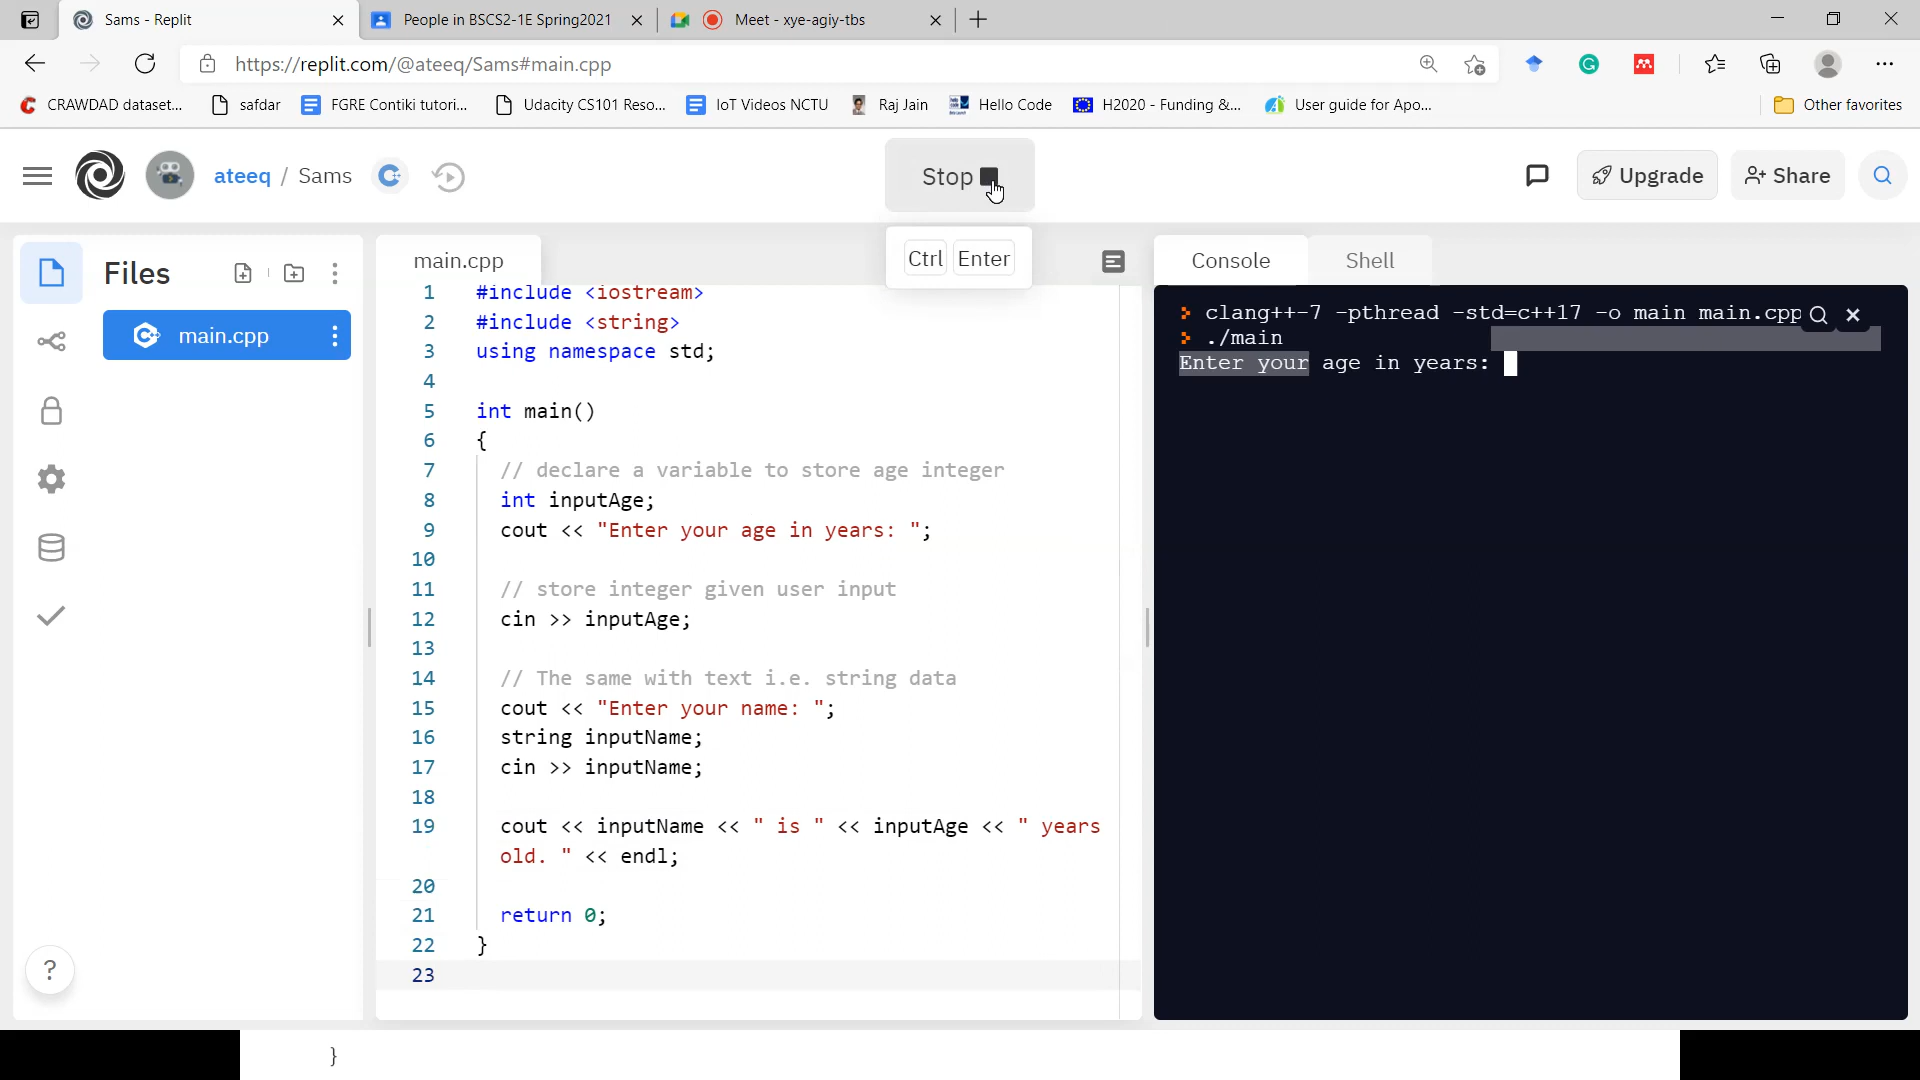 Sams - Replit
People in BSCS2-1E Spring2021
Meet - xye-agiy-tbs
https://replit.com/@ateeq/Sams#main.cpp
CRAWDAD dataset...
safdar
FGRE Contiki tutori...
Udacity CS101 Reso...
IoT Videos NCTU
Raj Jain
Hello Code
H2020 - Funding &...
User guide for Apo...
Other favorites
ateeq / Sams
Stop
Upgrade
Share
Ctrl Enter
Files
main.cpp
main.cpp
1 #include <iostream>
2 #include <string>
3 using namespace std;
4
5 int main()
6 {
7 // declare a variable to store age integer
8 int inputAge;
9 cout << "Enter your age in years: ";
10
11 // store integer given user input
12 cin >> inputAge;
13
14 // The same with text i.e. string data
15 cout << "Enter your name: ";
16 string inputName;
17 cin >> inputName;
18
19 cout << inputName << " is " << inputAge << " years
old. " << endl;
20
21 return 0;
22 }
23
Console
Shell
clang++-7 -pthread -std=c++17 -o main main.cpp
./main
Enter your age in years:
?
}